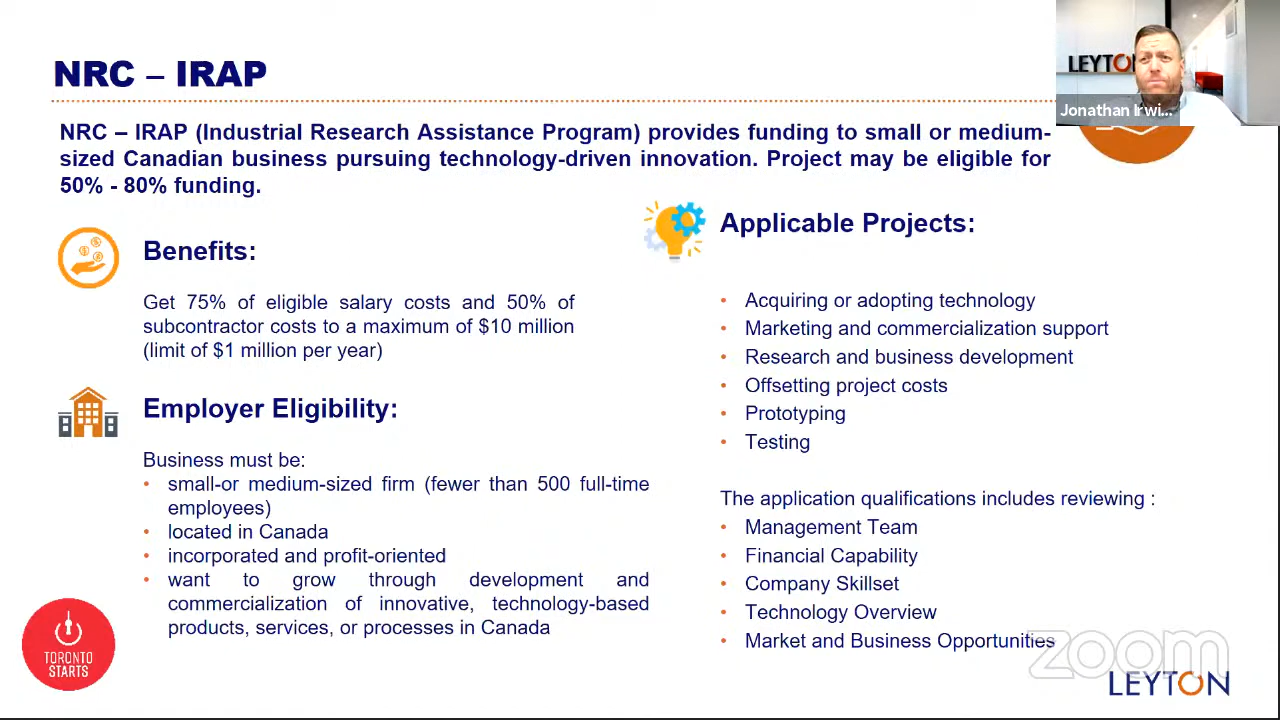 NRC – IRAP
LEYTON
Jonathan Irwi...
NRC – IRAP (Industrial Research Assistance Program) provides funding to small or medium-
sized Canadian business pursuing technology-driven innovation. Project may be eligible for
50% - 80% funding.
Benefits:
Get 75% of eligible salary costs and 50% of
subcontractor costs to a maximum of $10 million
(limit of $1 million per year)
Employer Eligibility:
Business must be:
• small-or medium-sized firm (fewer than 500 full-time
employees)
• located in Canada
• incorporated and profit-oriented
• want to grow through development and
commercialization of innovative, technology-based
products, services, or processes in Canada
Applicable Projects:
• Acquiring or adopting technology
• Marketing and commercialization support
• Research and business development
• Offsetting project costs
• Prototyping
• Testing
The application qualifications includes reviewing :
• Management Team
• Financial Capability
• Company Skillset
• Technology Overview
• Market and Business Opportunities
TORONTO
STARTS
zoom
LEYTON